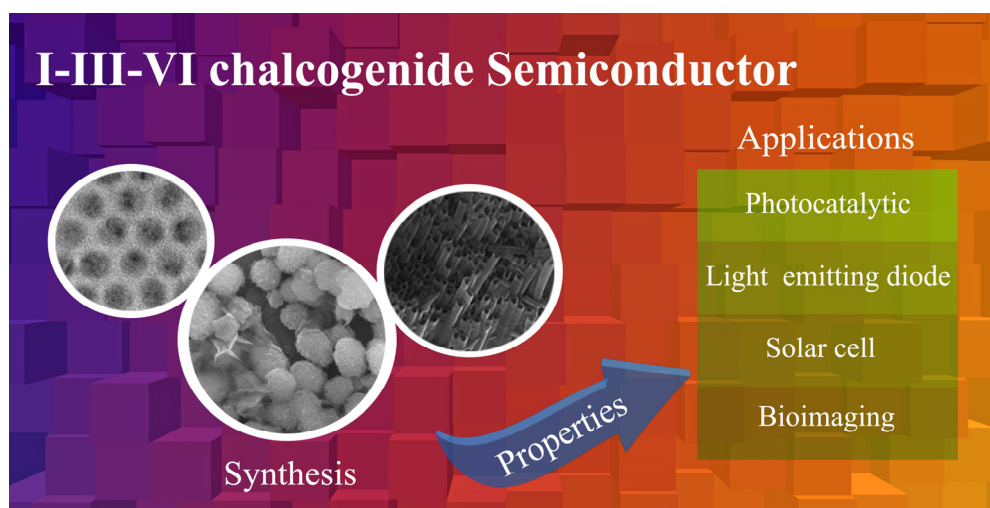 I-III-VI chalcogenide Semiconductor
Applications
Photocatalytic
Light emitting diode
Solar cell
Bioimaging
Properties
Synthesis